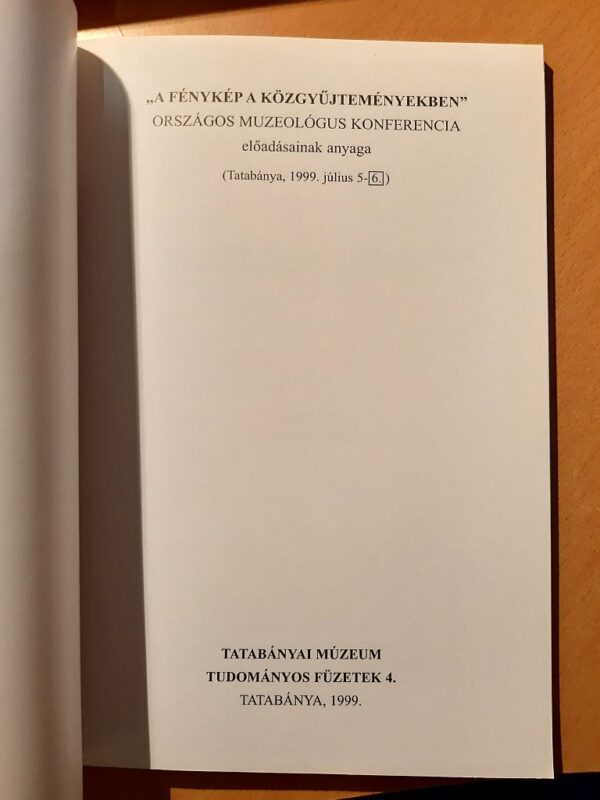 „A FÉNYKÉP A KÖZGYŰJTEMÉNYEKBEN”
ORSZÁGOS MUZEOLÓGUS KONFERENCIA
előadásainak anyaga
(Tatabánya, 1999. július 5-6.)
TATABÁNYAI MÚZEUM
TUDOMÁNYOS FÜZETEK 4.
TATABÁNYA, 1999.